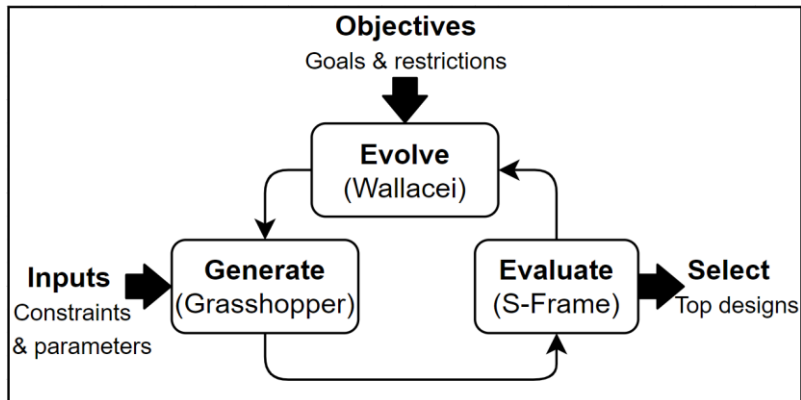 Objectives
Goals & restrictions
Evolve
(Wallacei)
Inputs
Constraints
& parameters
Generate
(Grasshopper)
Evaluate
(S-Frame)
Select
Top designs